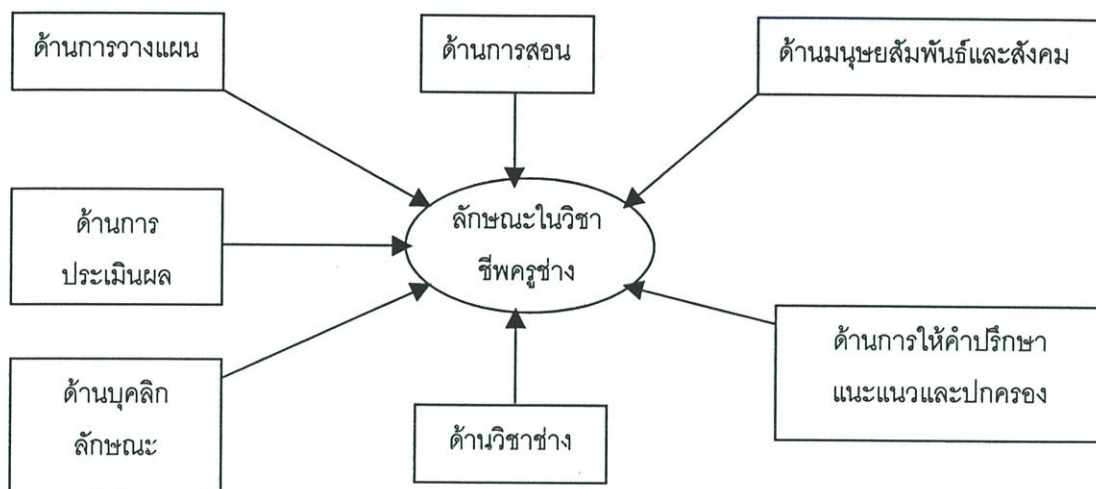 ด้านการวางแผน
ด้านการสอน
ด้านมนุษยสัมพันธ์และสังคม
ด้านการ
ประเมินผล
ลักษณะในวิชา
ชีพครูช่าง
ด้านบุคลิก
ลักษณะ
ด้านวิชาช่าง
ด้านการให้คำปรึกษา
แนะแนวและปกครอง